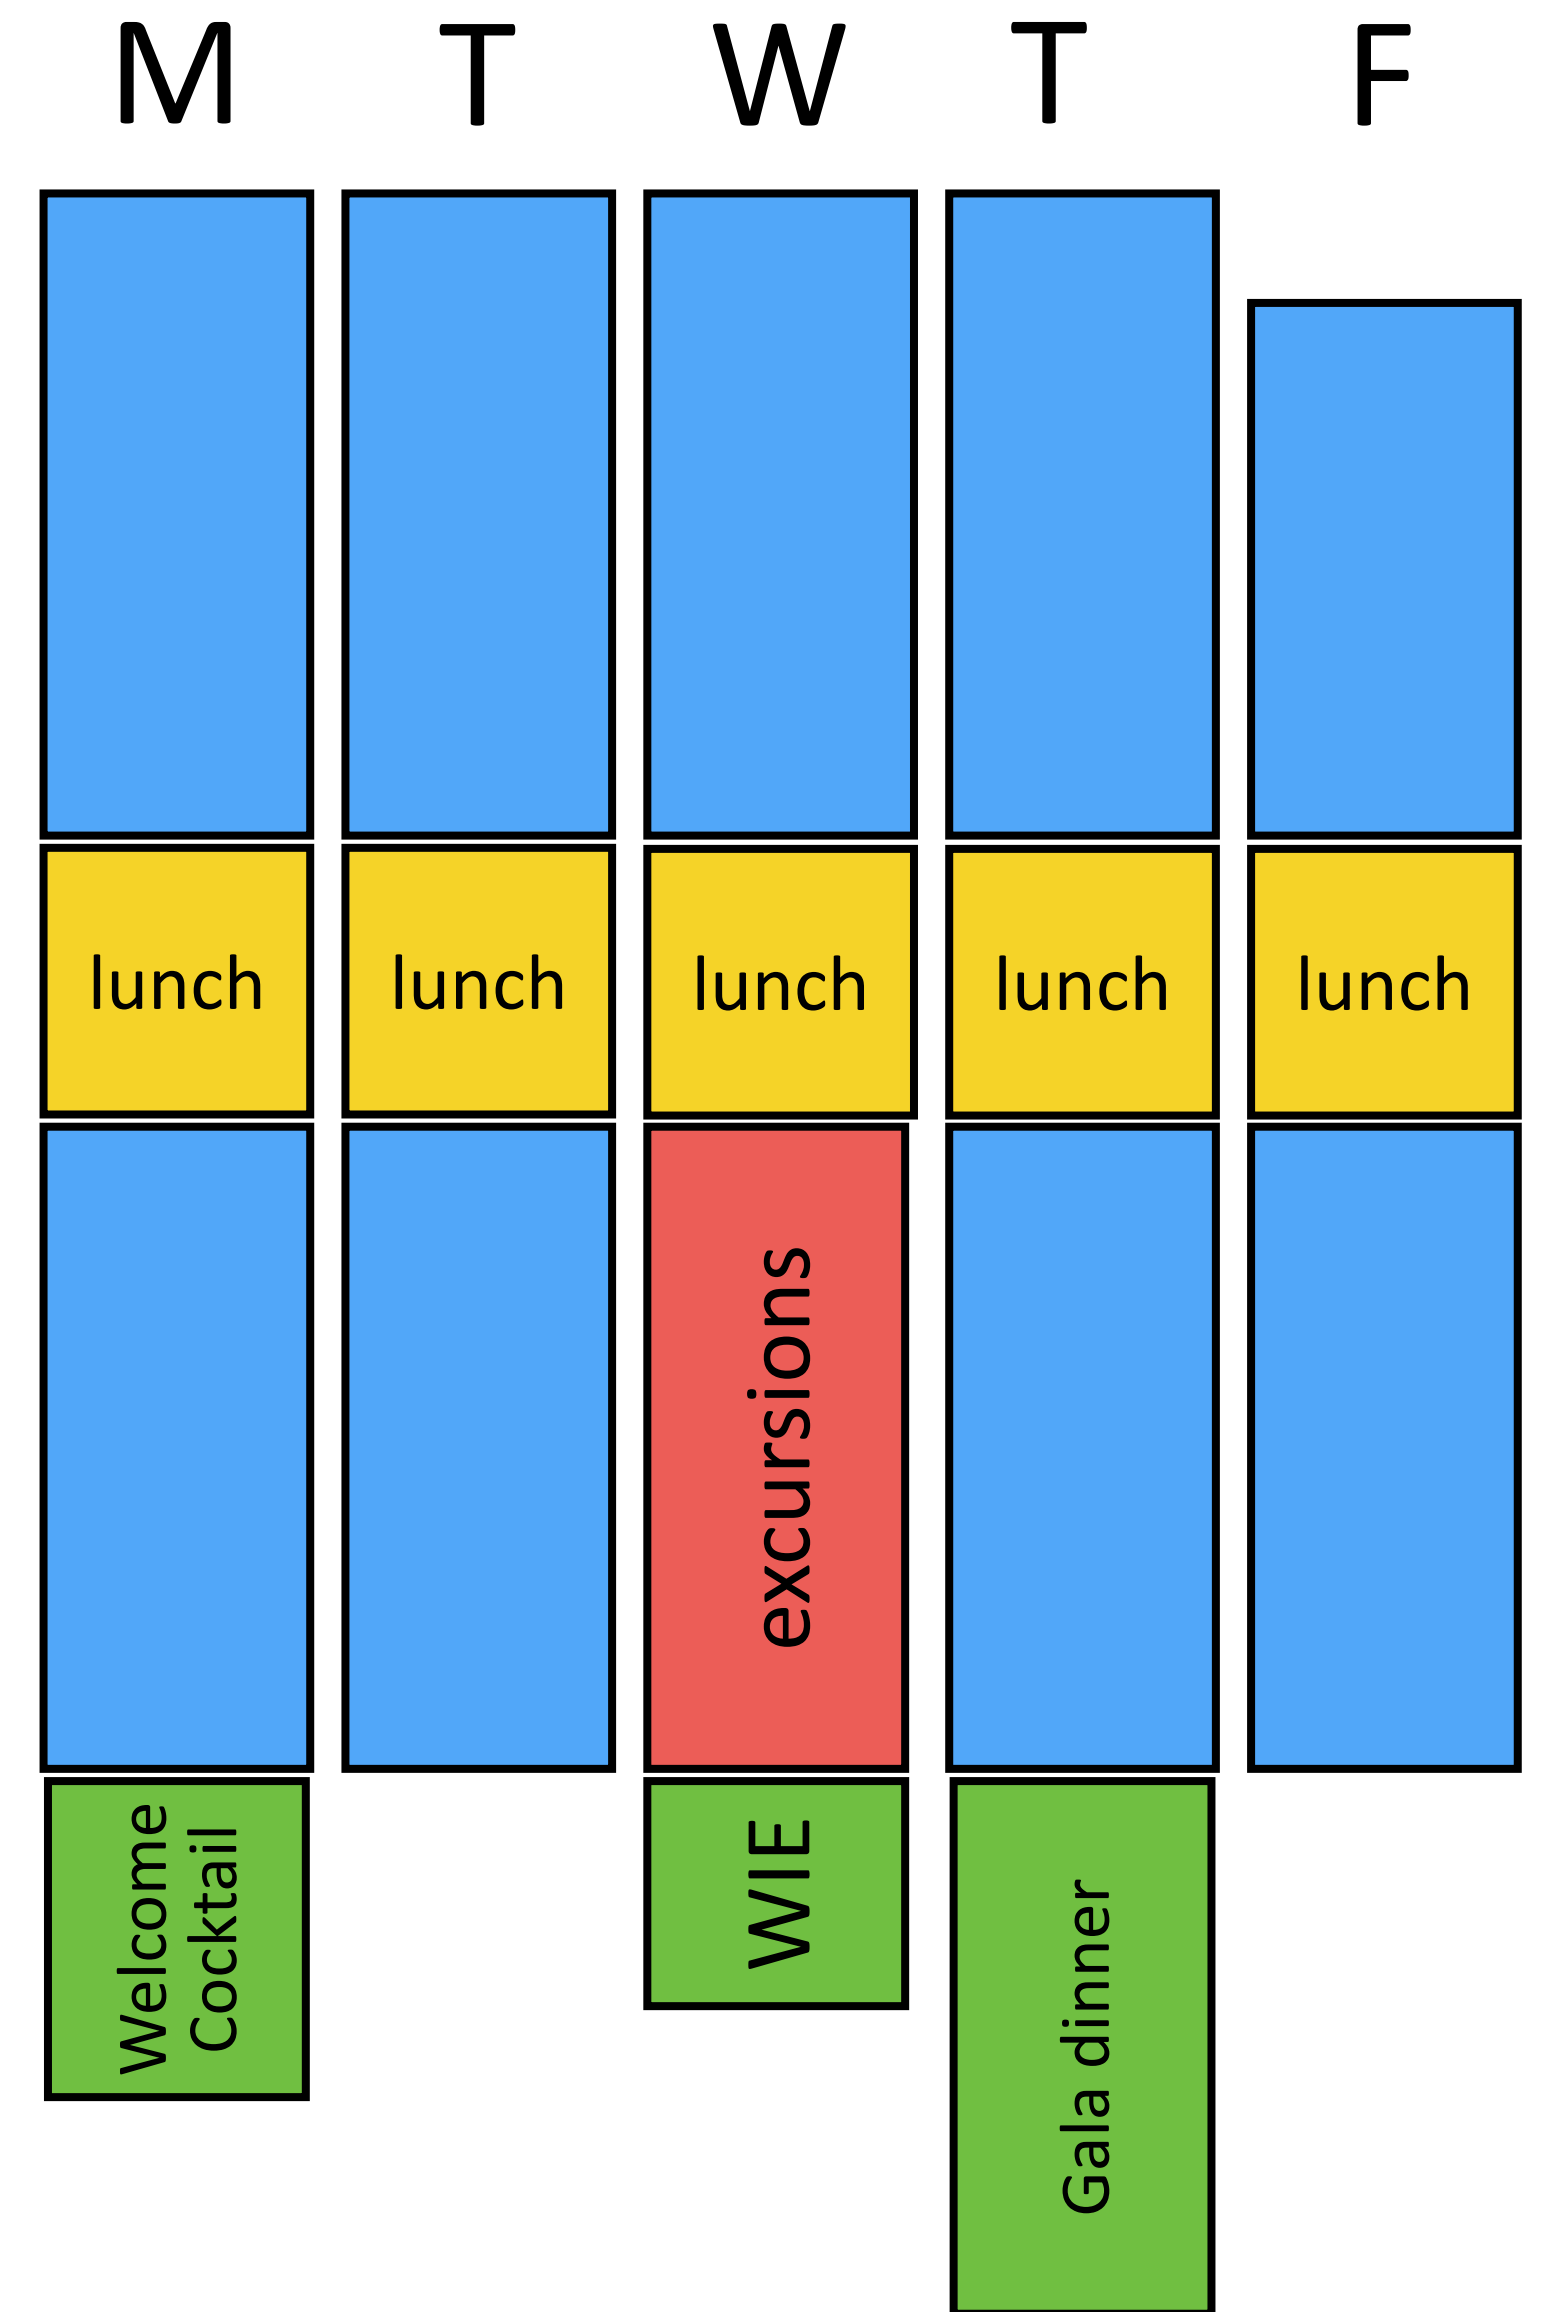 M T W T F
lunch lunch lunch lunch lunch
excursions
Welcome
Cocktail
WIE
Gala dinner